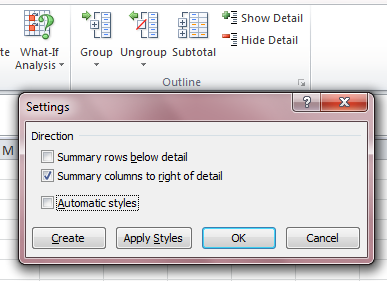 te What-If Analysis Group Ungroup Subtotal
Show Detail
Hide Detail
Outline
M
Settings
Direction
Summary rows below detail
Summary columns to right of detail
Automatic styles
Create Apply Styles OK Cancel